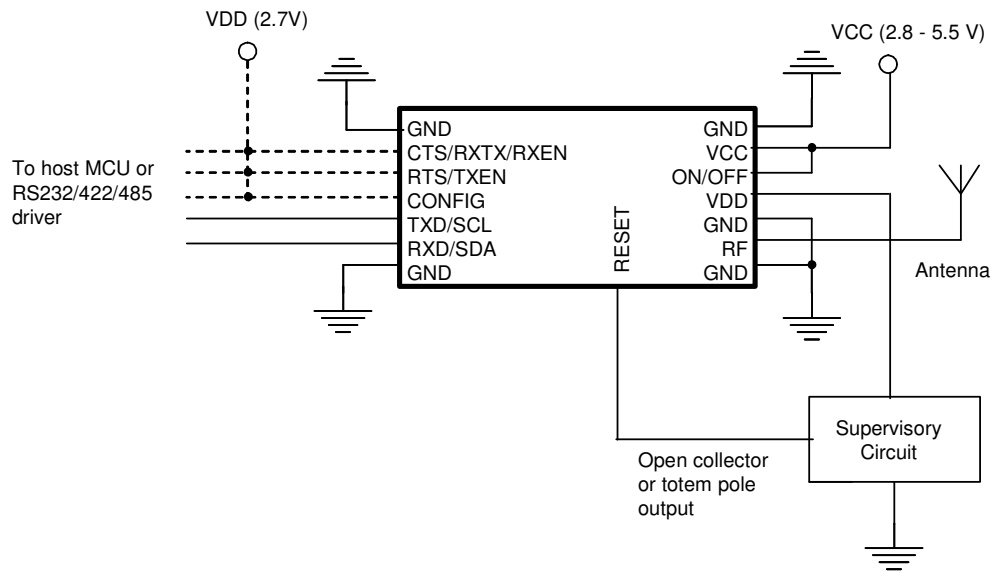 VDD (2.7V)
VCC (2.8 - 5.5 V)
To host MCU or
RS232/422/485
driver
GND
CTS/RXTX/RXEN
RTS/TXEN
CONFIG
TXD/SCL
RXD/SDA
GND
RESET
GND
VCC
ON/OFF
VDD
GND
RF
GND
Antenna
Supervisory
Circuit
Open collector
or totem pole
output